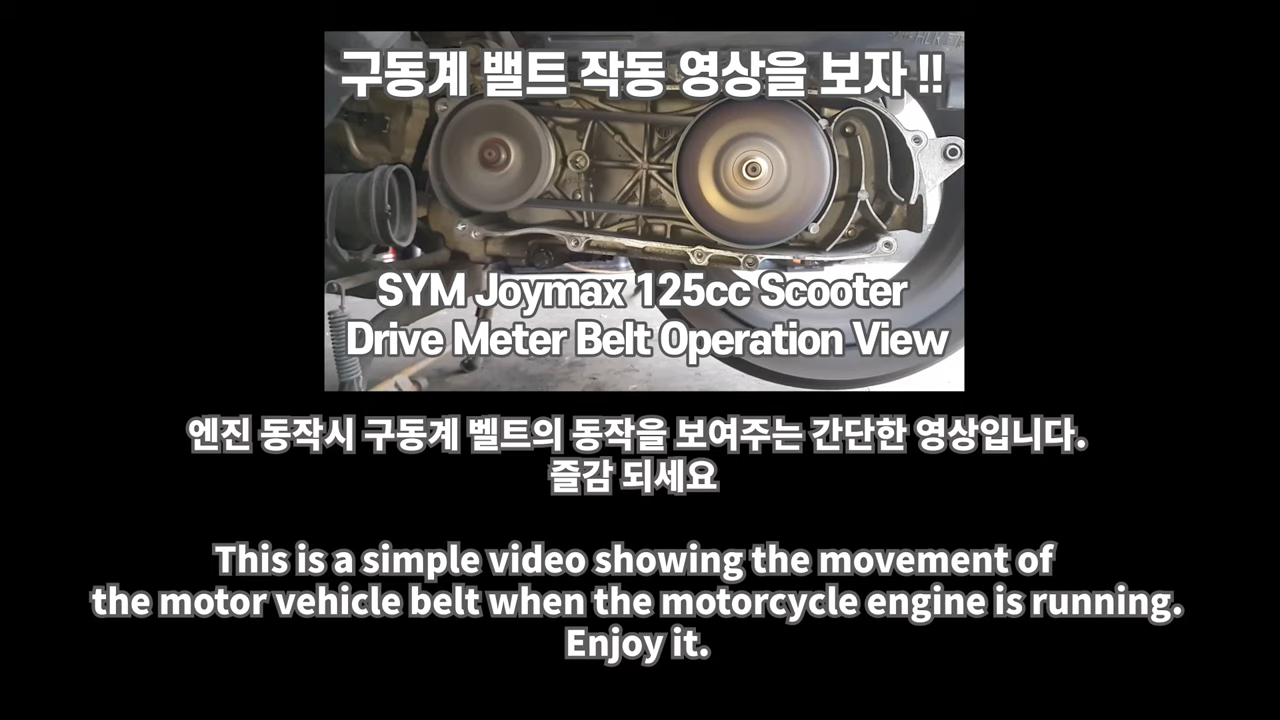 구동계 밸트 작동 영상을 보자 !!
SYM Joymax 125cc Scooter
Drive Meter Belt Operation View
엔진 동작시 구동계 벨트의 동작을 보여주는 간단한 영상입니다.
즐감 되세요
This is a simple video showing the movement of
the motor vehicle belt when the motorcycle engine is running.
Enjoy it.